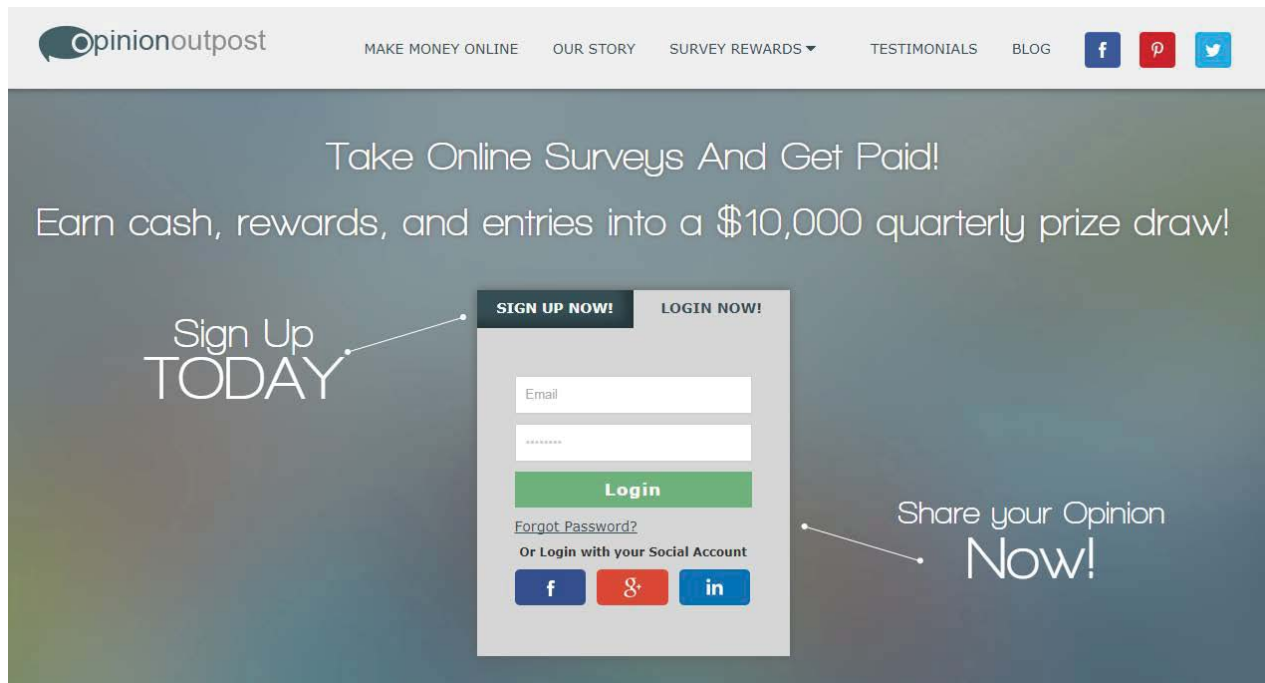 Opinionoutpost
MAKE MONEY ONLINE OUR STORY SURVEY REWARDS TESTIMONIALS BLOG
Take Online Surveys And Get Paid!
Earn cash, rewards, and entries into a $10,000 quarterly prize draw!
SIGN UP NOW! LOGIN NOW!
Sign Up
TODAY
Email
********
Login
Forgot Password?
Or Login with your Social Account
f g+ in
Share your Opinion
Now!